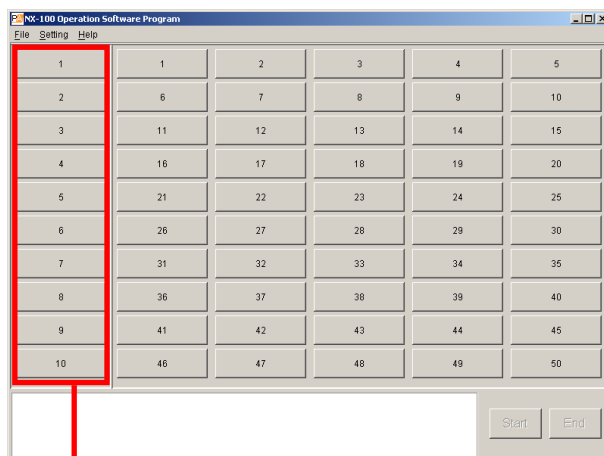 PA NX-100 Operation Software Program
File Setting Help
1 1 2 3 4 5
2 6 7 8 9 10
3 11 12 13 14 15
4 16 17 18 19 20
5 21 22 23 24 25
6 26 27 28 29 30
7 31 32 33 34 35
8 36 37 38 39 40
9 41 42 43 44 45
10 46 47 48 49 50
Start End